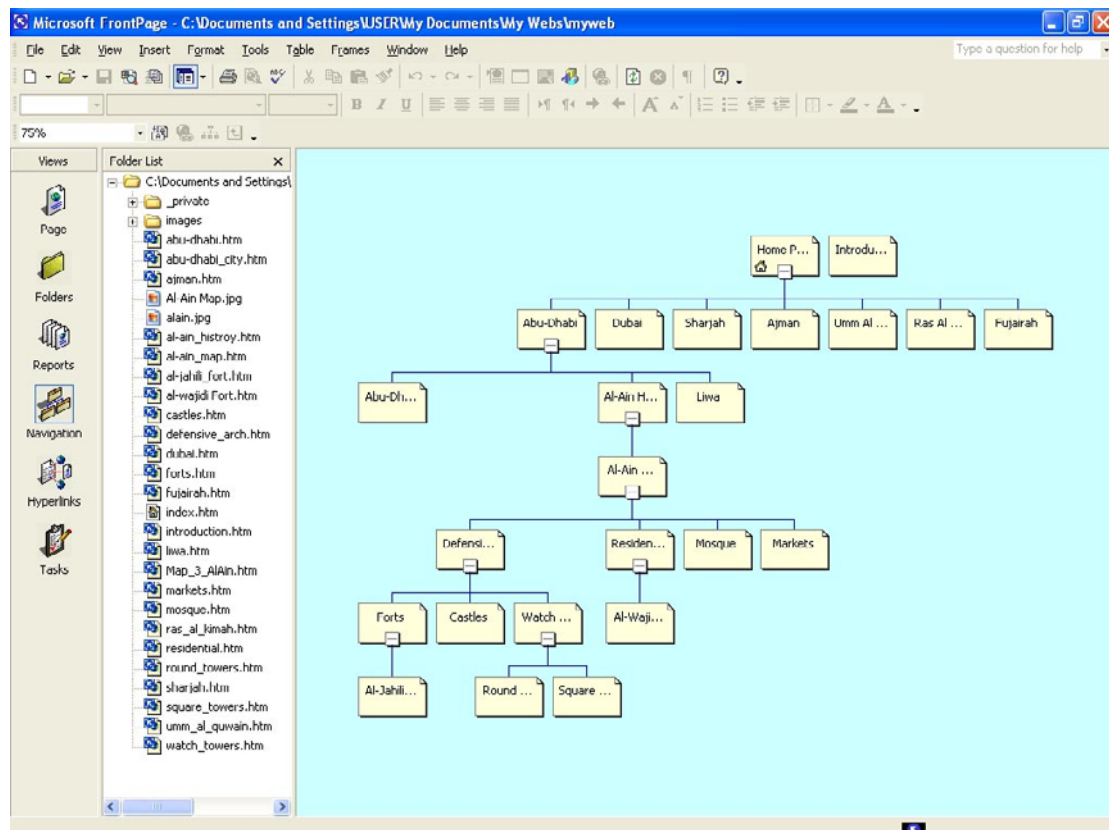 Microsoft FrontPage - C:\Documents and Settings\USER\My Documents\My Webs\myweb
File Edit View Insert Format Tools Table Frames Window Help
Type a question for help
B I U
75%
Views
Folder List
C:\Documents and Settings\
_private
images
abu-dhabi.htm
abu-dhabi_city.htm
ajman.htm
Al Ain Map.jpg
alain.jpg
al-ain_histroy.htm
al-ain_map.htm
al-jahili_fort.htm
al-wajidi Fort.htm
castles.htm
defensive_arch.htm
dubai.htm
forts.htm
fujairah.htm
index.htm
introduction.htm
liwa.htm
Map_3_AlAin.htm
markets.htm
mosque.htm
ras_al_kimah.htm
residential.htm
round_towers.htm
sharjah.htm
square_towers.htm
umm_al_quwain.htm
watch_towers.htm
Page
Folders
Reports
Navigation
Hyperlinks
Tasks
Home P... Introdu...
Abu-Dhabi Dubai Sharjah Ajman Umm Al ... Ras Al ... Fujairah
Abu-Dh... Al-Ain H... Liwa
Al-Ain ...
Defensi... Residen... Mosque Markets
Forts Castles Watch ... Al-Waji...
Al-Jahili... Round ... Square ...